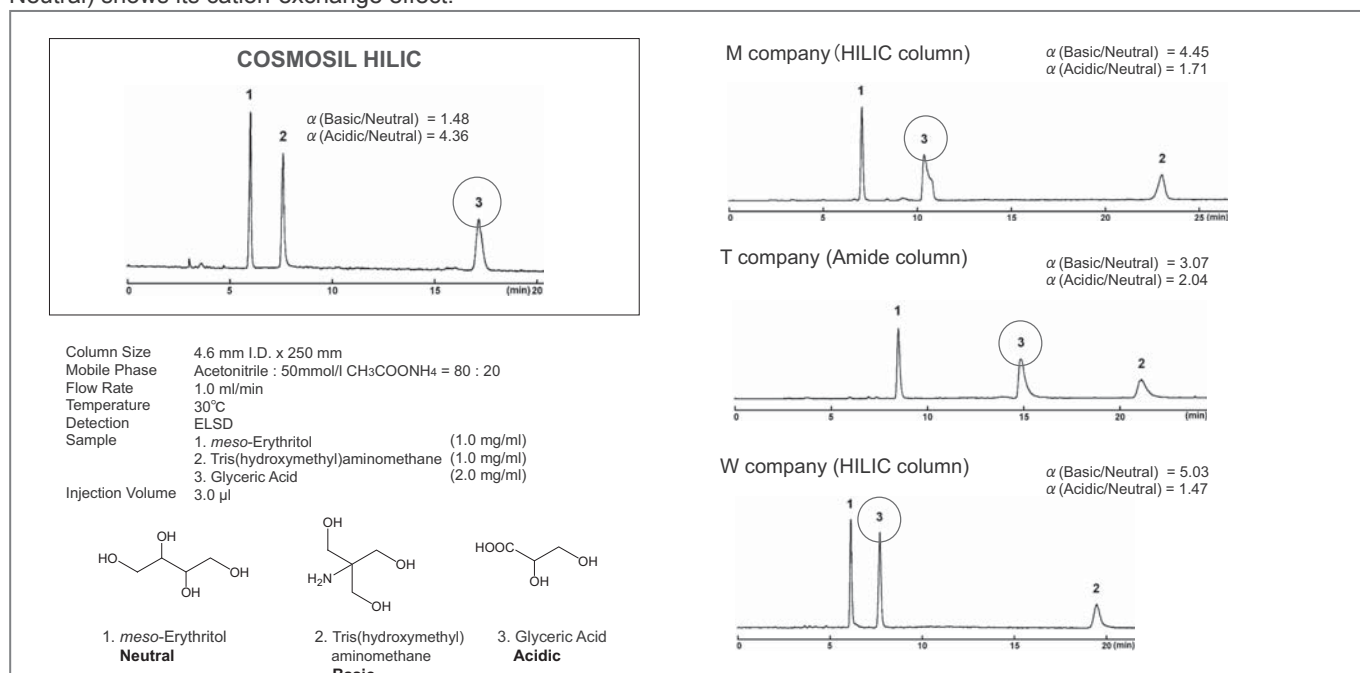 Neutral) shows its cation-exchange effect.
COSMOSIL HILIC
1
2
α (Basic/Neutral) = 1.48
α (Acidic/Neutral) = 4.36
3
0 5 10 15 (min) 20
Column Size 4.6 mm I.D. x 250 mm
Mobile Phase Acetonitrile : 50mmol/l CH3COONH4 = 80 : 20
Flow Rate 1.0 ml/min
Temperature 30°C
Detection ELSD
Sample 1. meso-Erythritol (1.0 mg/ml)
2. Tris(hydroxymethyl)aminomethane (1.0 mg/ml)
3. Glyceric Acid (2.0 mg/ml)
Injection Volume 3.0 µl
HO OH OH OH
OH OH H2N OH
HOOC OH OH
1. meso-Erythritol
Neutral
2. Tris(hydroxymethyl)
aminomethane
Basic
3. Glyceric Acid
Acidic
M company (HILIC column)
α (Basic/Neutral) = 4.45
α (Acidic/Neutral) = 1.71
1
3
2
0 5 10 15 20 25 (min)
T company (Amide column)
α (Basic/Neutral) = 3.07
α (Acidic/Neutral) = 2.04
1
3
2
0 5 10 15 20 (min)
W company (HILIC column)
α (Basic/Neutral) = 5.03
α (Acidic/Neutral) = 1.47
1
3
2
0 5 10 15 20 (min)